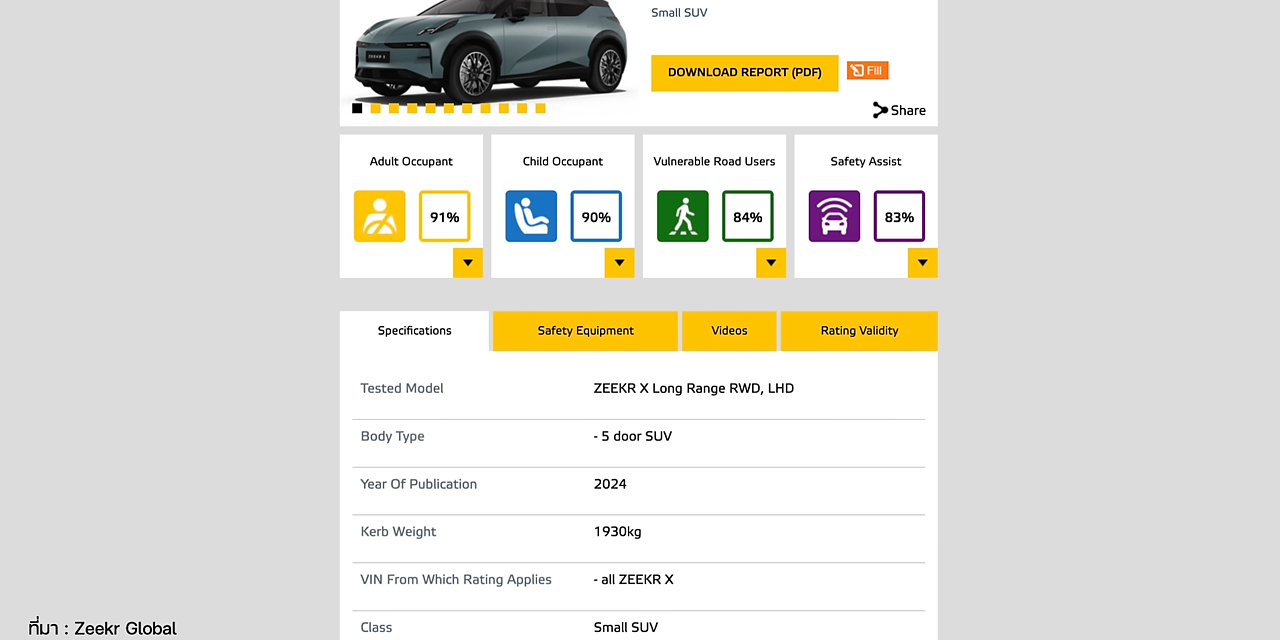 Small SUV
ZEEKR X
DOWNLOAD REPORT (PDF)
Fill
Share
Adult Occupant
91%
Child Occupant
90%
Vulnerable Road Users
84%
Safety Assist
83%
Specifications
Safety Equipment
Videos
Rating Validity
Tested Model
ZEEKR X Long Range RWD, LHD
Body Type
- 5 door SUV
Year Of Publication
2024
Kerb Weight
1930kg
VIN From Which Rating Applies
- all ZEEKR X
Class
Small SUV
ที่มา : Zeekr Global